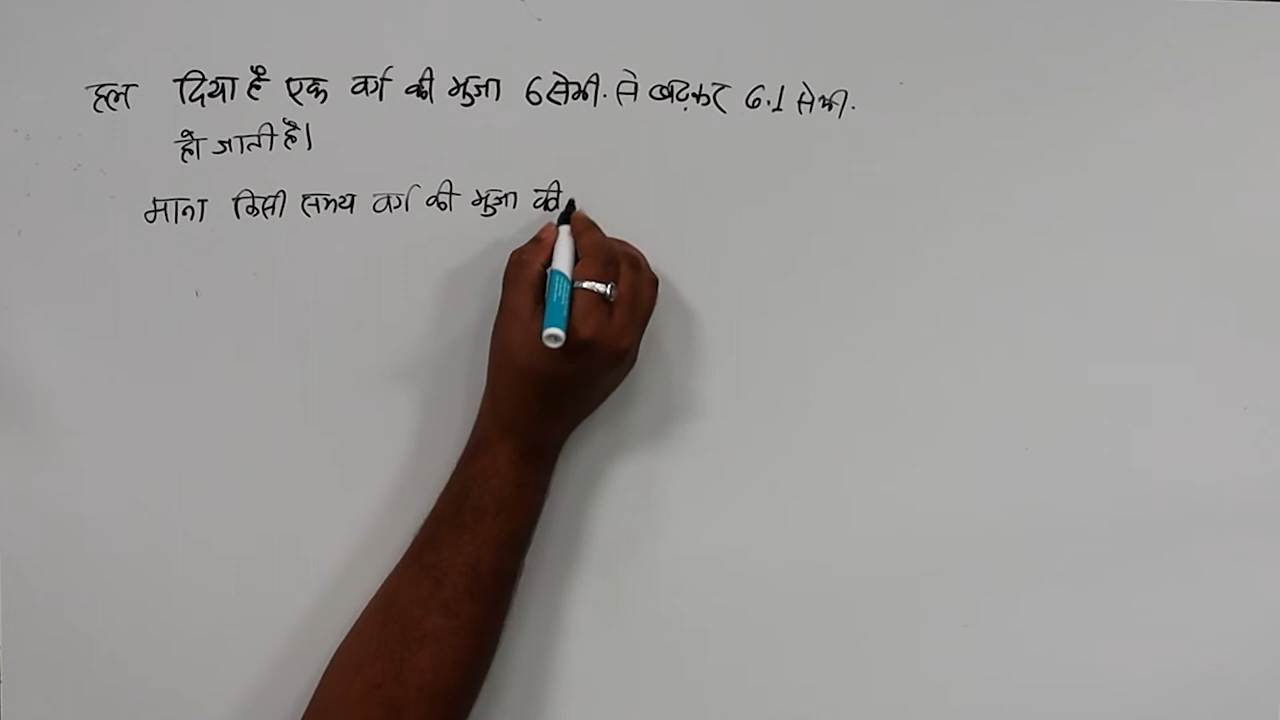 हल दिया है एक वर्ग की भुजा 6 सेमी. से बढ़कर 6.1 सेमी.
हो जाती है।
माना किसी समय वर्ग की भुजा की